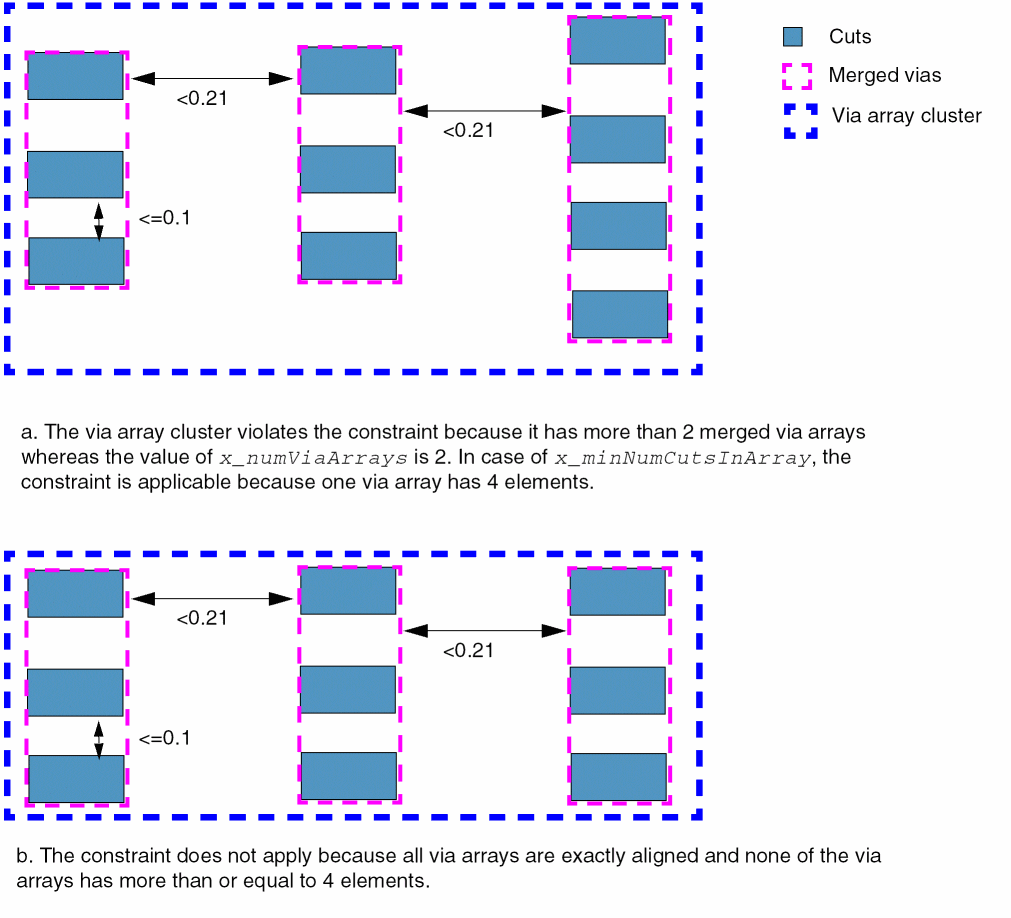 Cuts
<0.21
Merged vias
<0.21
Via array cluster
<=0.1
a. The via array cluster violates the constraint because it has more than 2 merged via arrays
whereas the value of x_numViaArrays is 2. In case of x_minNumCutsInArray, the
constraint is applicable because one via array has 4 elements.
<0.21
<0.21
<=0.1
b. The constraint does not apply because all via arrays are exactly aligned and none of the via
arrays has more than or equal to 4 elements.